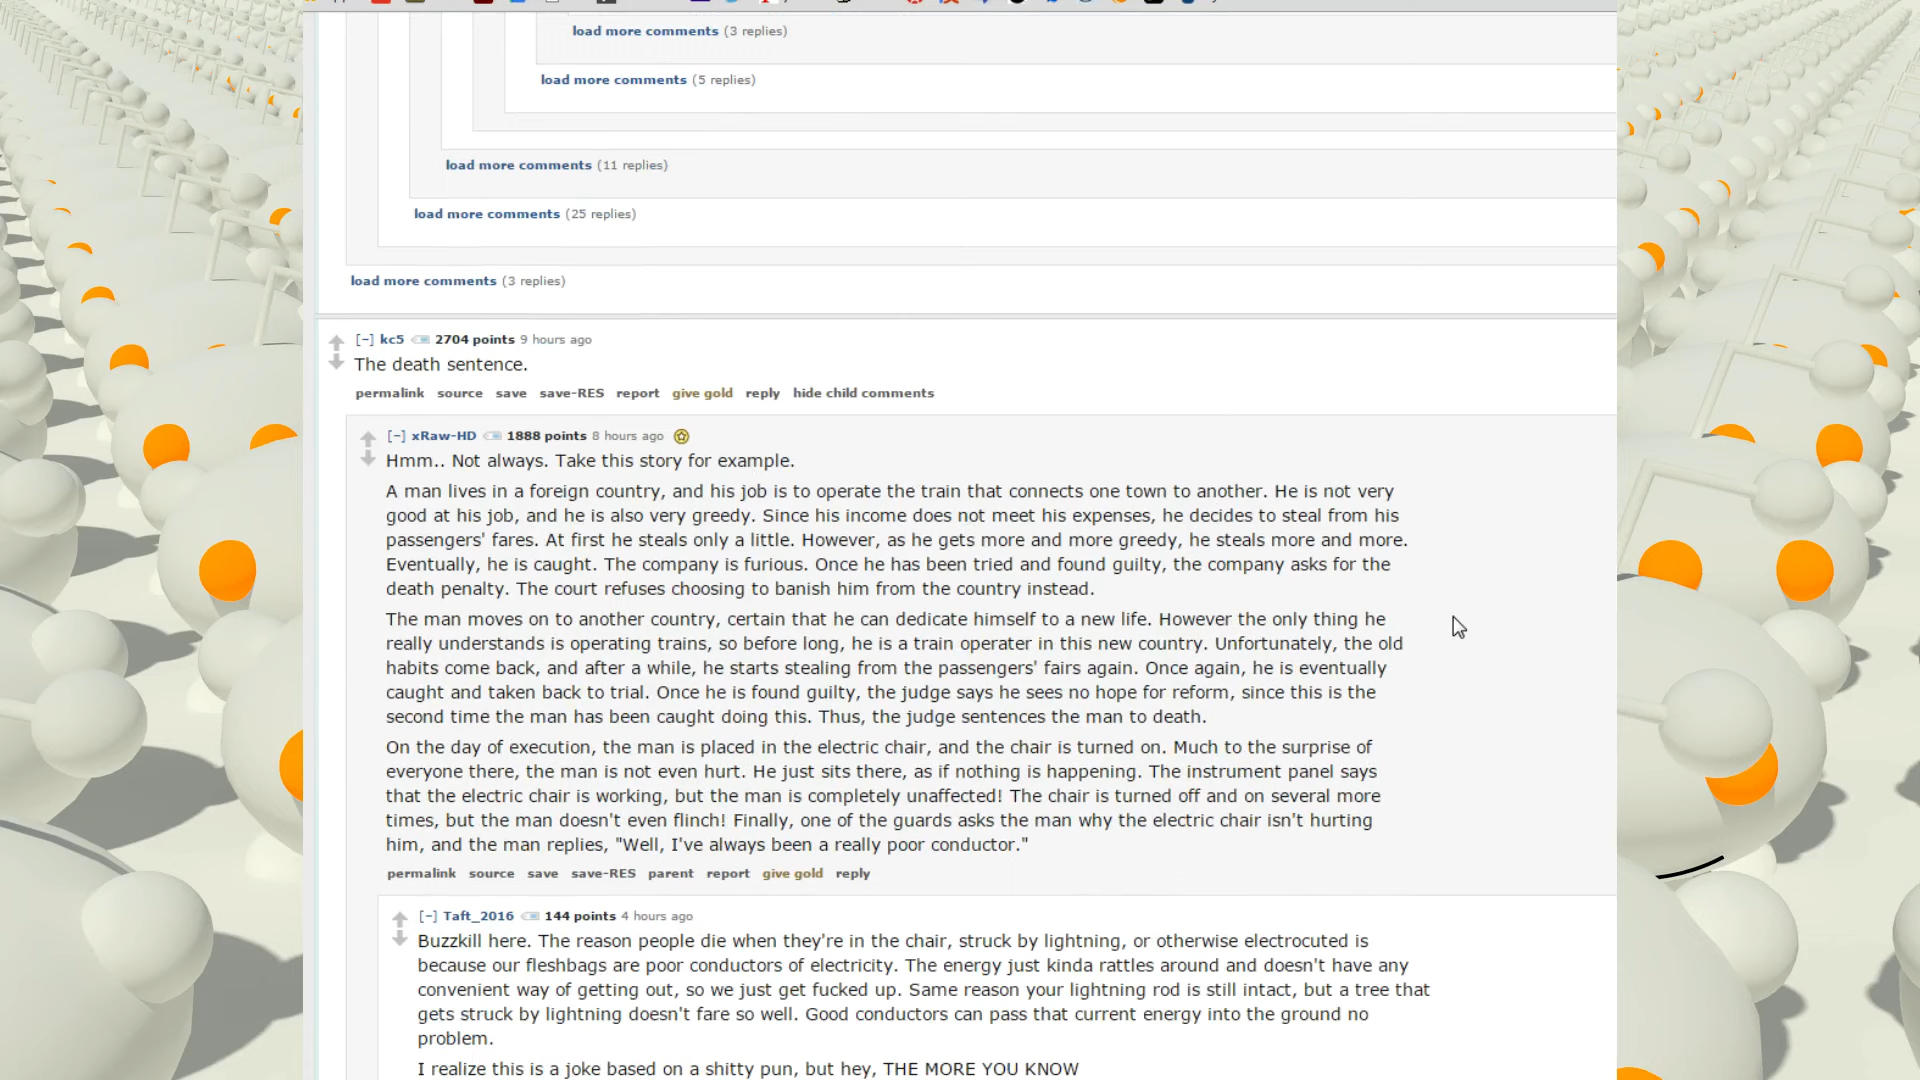 load more comments (3 replies)
load more comments (5 replies)
load more comments (11 replies)
load more comments (25 replies)
load more comments (3 replies)
[–] kc5 2704 points 9 hours ago
The death sentence.
permalink source save save-RES report give gold reply hide child comments
[–] xRaw-HD 1888 points 8 hours ago
Hmm.. Not always. Take this story for example.
A man lives in a foreign country, and his job is to operate the train that connects one town to another. He is not very
good at his job, and he is also very greedy. Since his income does not meet his expenses, he decides to steal from his
passengers' fares. At first he steals only a little. However, as he gets more and more greedy, he steals more and more.
Eventually, he is caught. The company is furious. Once he has been tried and found guilty, the company asks for the
death penalty. The court refuses choosing to banish him from the country instead.
The man moves on to another country, certain that he can dedicate himself to a new life. However the only thing he
really understands is operating trains, so before long, he is a train operater in this new country. Unfortunately, the old
habits come back, and after a while, he starts stealing from the passengers' fairs again. Once again, he is eventually
caught and taken back to trial. Once he is found guilty, the judge says he sees no hope for reform, since this is the
second time the man has been caught doing this. Thus, the judge sentences the man to death.
On the day of execution, the man is placed in the electric chair, and the chair is turned on. Much to the surprise of
everyone there, the man is not even hurt. He just sits there, as if nothing is happening. The instrument panel says
that the electric chair is working, but the man is completely unaffected! The chair is turned off and on several more
times, but the man doesn't even flinch! Finally, one of the guards asks the man why the electric chair isn't hurting
him, and the man replies, "Well, I've always been a really poor conductor."
permalink source save save-RES parent report give gold reply
[–] Taft_2016 144 points 4 hours ago
Buzzkill here. The reason people die when they're in the chair, struck by lightning, or otherwise electrocuted is
because our fleshbags are poor conductors of electricity. The energy just kinda rattles around and doesn't have any
convenient way of getting out, so we just get fucked up. Same reason your lightning rod is still intact, but a tree that
gets struck by lightning doesn't fare so well. Good conductors can pass that current energy into the ground no
problem.
I realize this is a joke based on a shitty pun, but hey, THE MORE YOU KNOW